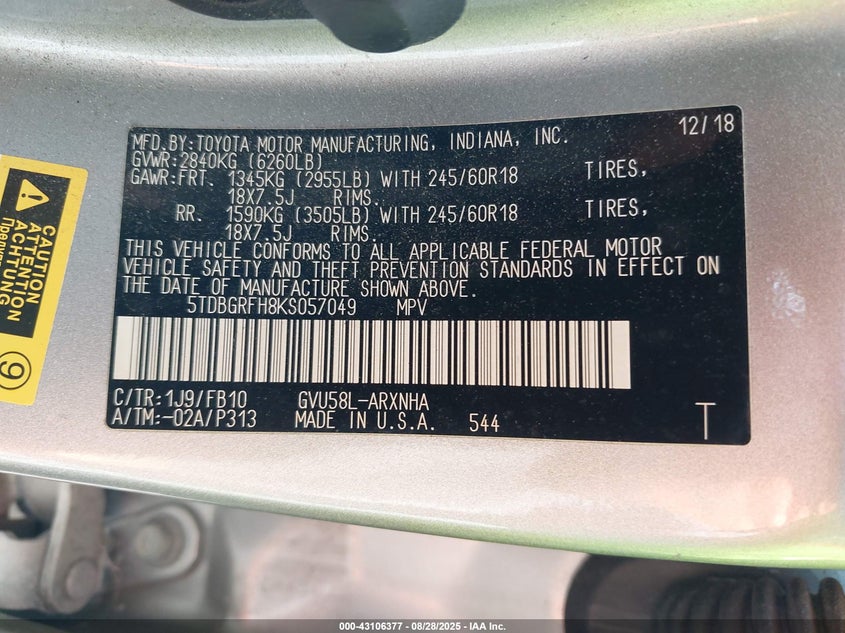 MFD. BY: TOYOTA MOTOR MANUFACTURING, INDIANA, INC. 12/18
GVWR: 2840KG (6260LB)
GAWR: FRT. 1345KG (2955LB) WITH 245/60R18 TIRES,
18X7.5J RIMS.
RR. 1590KG (3505LB) WITH 245/60R18 TIRES,
18X7.5J RIMS.
THIS VEHICLE CONFORMS TO ALL APPLICABLE FEDERAL MOTOR
VEHICLE SAFETY AND THEFT PREVENTION STANDARDS IN EFFECT ON
THE DATE OF MANUFACTURE SHOWN ABOVE.
5TDBGRFH8KS057049 MPV
C/TR: 1J9/FB10 GVU58L-ARXNHA
A/TM: -02A/P313 MADE IN U.S.A. 544
T
CAUTION
ATTENTION
ACHTUNG
9
000-43106377 - 08/28/2025 - IAA Inc.